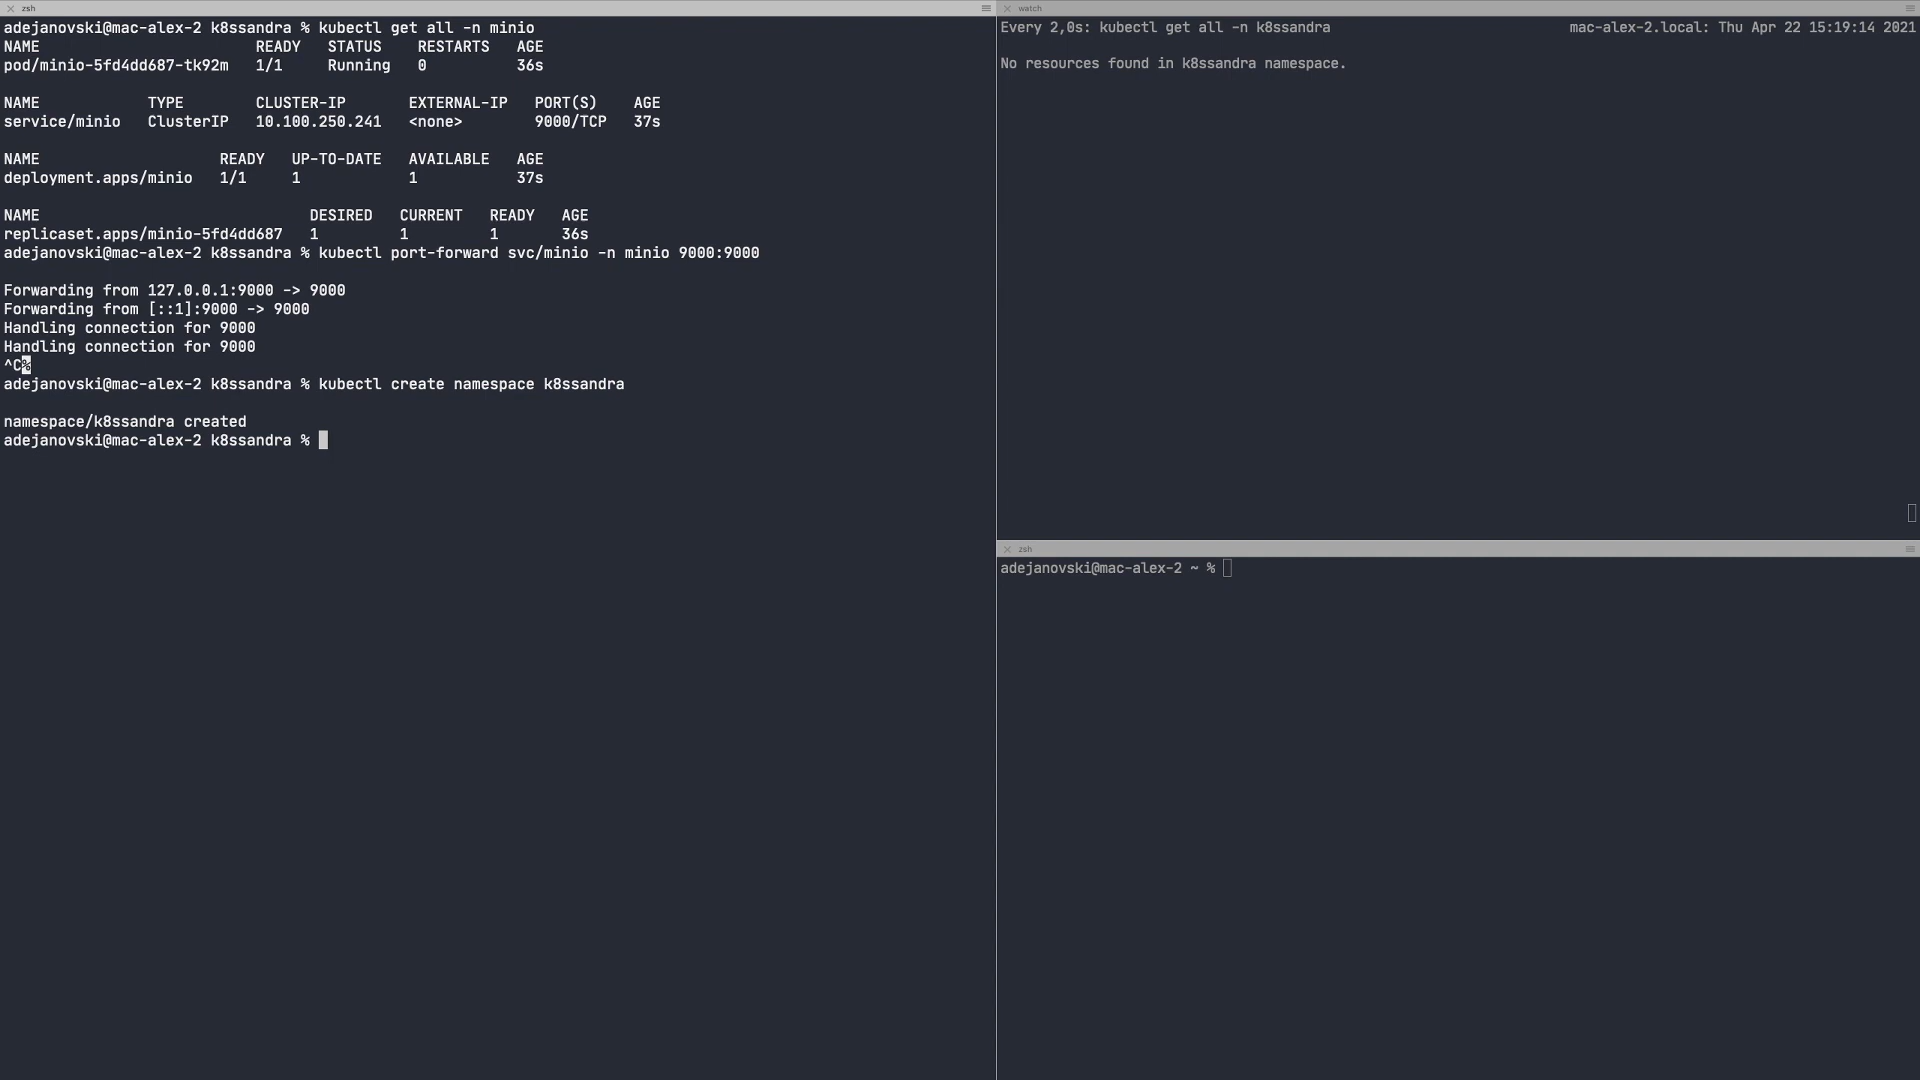 zsh
adejanovski@mac-alex-2 k8ssandra % kubectl get all -n minio
NAME READY STATUS RESTARTS AGE
pod/minio-5fd4dd687-tk92m 1/1 Running 0 36s
NAME TYPE CLUSTER-IP EXTERNAL-IP PORT(S) AGE
service/minio ClusterIP 10.100.250.241 <none> 9000/TCP 37s
NAME READY UP-TO-DATE AVAILABLE AGE
deployment.apps/minio 1/1 1 1 37s
NAME DESIRED CURRENT READY AGE
replicaset.apps/minio-5fd4dd687 1 1 1 36s
adejanovski@mac-alex-2 k8ssandra % kubectl port-forward svc/minio -n minio 9000:9000
Forwarding from 127.0.0.1:9000 -> 9000
Forwarding from [::1]:9000 -> 9000
Handling connection for 9000
Handling connection for 9000
^C%
adejanovski@mac-alex-2 k8ssandra % kubectl create namespace k8ssandra
namespace/k8ssandra created
adejanovski@mac-alex-2 k8ssandra %
watch
Every 2,0s: kubectl get all -n k8ssandra mac-alex-2.local: Thu Apr 22 15:19:14 2021
No resources found in k8ssandra namespace.
zsh
adejanovski@mac-alex-2 ~ %